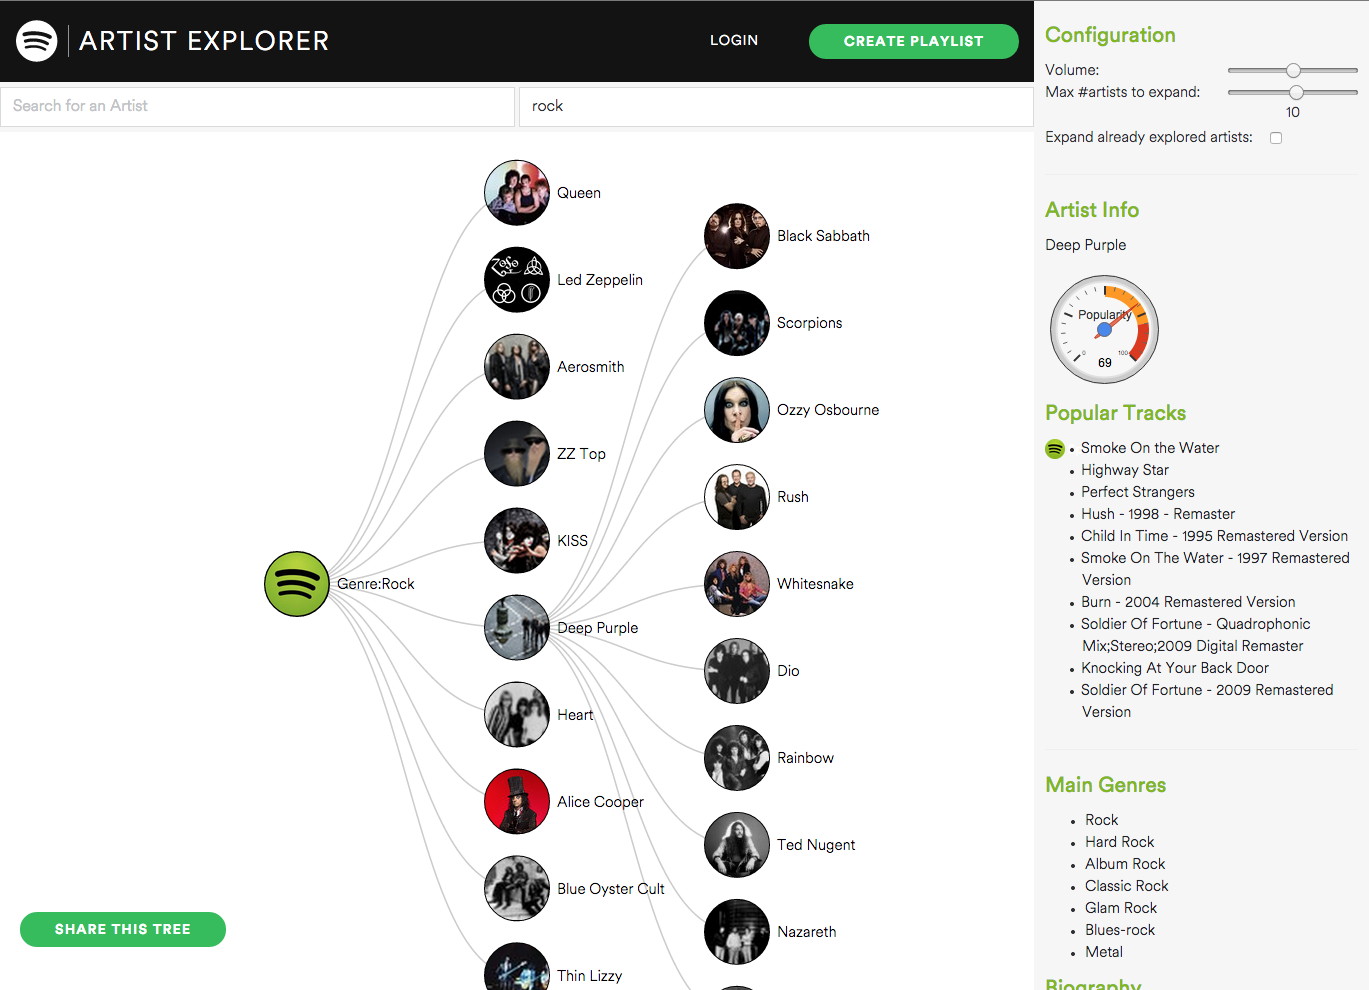 ARTIST EXPLORER
LOGIN
CREATE PLAYLIST
Search for an Artist
rock
Queen
Led Zeppelin
Aerosmith
ZZ Top
KISS
Genre:Rock
Deep Purple
Heart
Alice Cooper
Blue Oyster Cult
Thin Lizzy
Black Sabbath
Scorpions
Ozzy Osbourne
Rush
Whitesnake
Dio
Rainbow
Ted Nugent
Nazareth
SHARE THIS TREE
Configuration
Volume:
Max #artists to expand:
10
Expand already explored artists:
Artist Info
Deep Purple
Popularity
0
100
69
Popular Tracks
Smoke On the Water
Highway Star
Perfect Strangers
Hush - 1998 - Remaster
Child In Time - 1995 Remastered Version
Smoke On The Water - 1997 Remastered
Version
Burn - 2004 Remastered Version
Soldier Of Fortune - Quadrophonic
Mix;Stereo;2009 Digital Remaster
Knocking At Your Back Door
Soldier Of Fortune - 2009 Remastered
Version
Main Genres
Rock
Hard Rock
Album Rock
Classic Rock
Glam Rock
Blues-rock
Metal
Biography